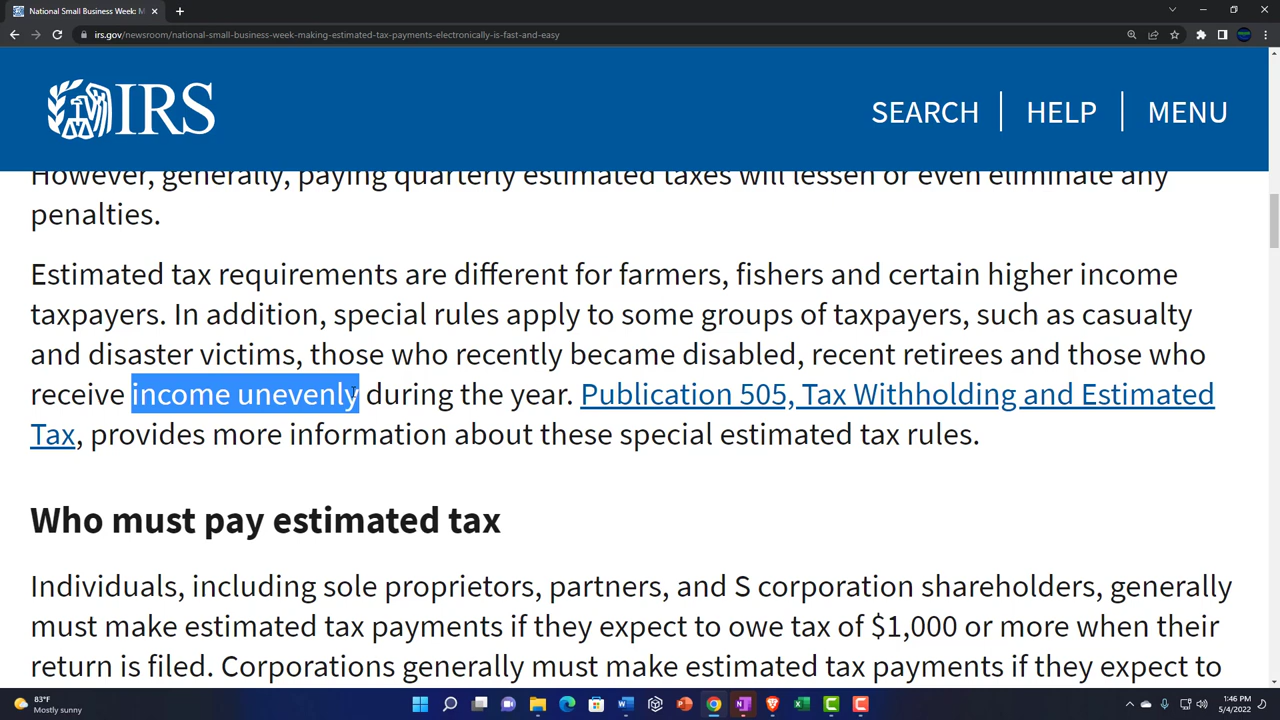 National Small Business Week: M
irs.gov/newsroom/national-small-business-week-making-estimated-tax-payments-electronically-is-fast-and-easy
IRS
SEARCH
HELP
MENU
However, generally, paying quarterly estimated taxes will lessen or even eliminate any
penalties.
Estimated tax requirements are different for farmers, fishers and certain higher income
taxpayers. In addition, special rules apply to some groups of taxpayers, such as casualty
and disaster victims, those who recently became disabled, recent retirees and those who
receive income unevenly during the year. Publication 505, Tax Withholding and Estimated
Tax, provides more information about these special estimated tax rules.
Who must pay estimated tax
Individuals, including sole proprietors, partners, and S corporation shareholders, generally
must make estimated tax payments if they expect to owe tax of $1,000 or more when their
return is filed. Corporations generally must make estimated tax payments if they expect to
83°F
Mostly sunny
1:46 PM
5/4/2022